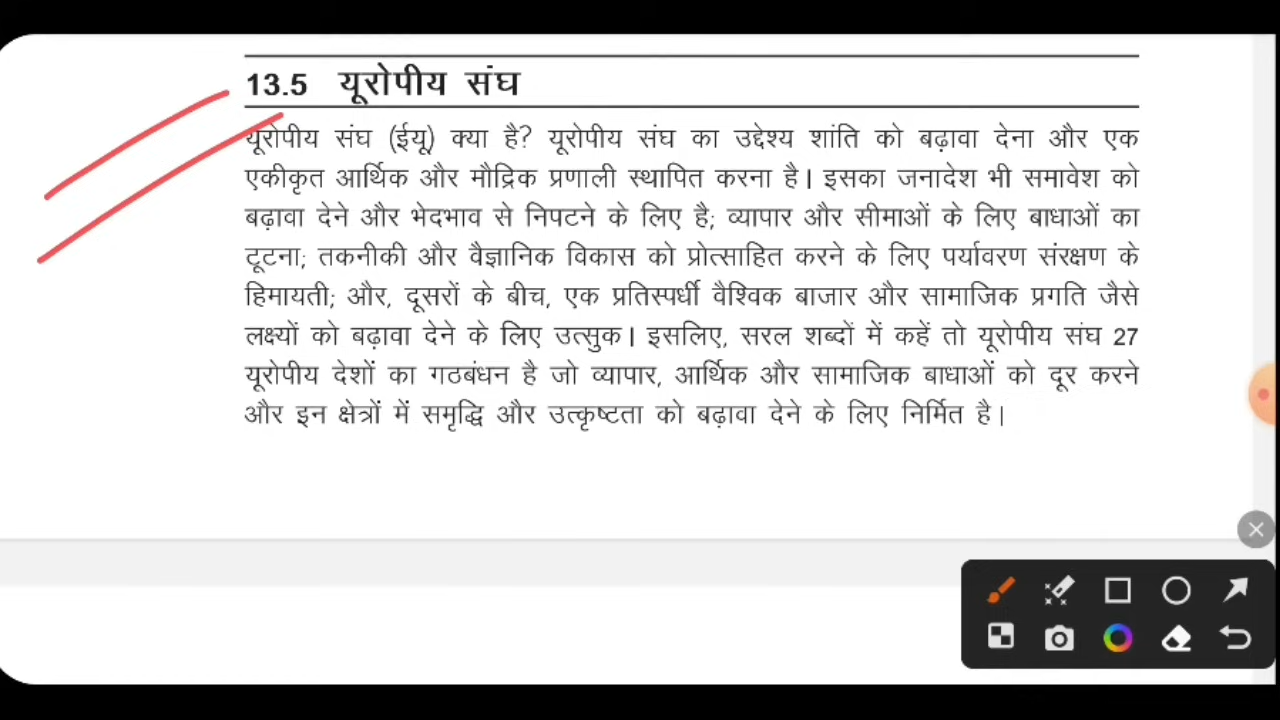 13.5 यूरोपीय संघ
यूरोपीय संघ (ईयू) क्या है? यूरोपीय संघ का उद्देश्य शांति को बढ़ावा देना और एक
एकीकृत आर्थिक और मौद्रिक प्रणाली स्थापित करना है। इसका जनादेश भी समावेश को
बढ़ावा देने और भेदभाव से निपटने के लिए है; व्यापार और सीमाओं के लिए बाधाओं का
टूटना; तकनीकी और वैज्ञानिक विकास को प्रोत्साहित करने के लिए पर्यावरण संरक्षण के
हिमायती; और, दूसरों के बीच, एक प्रतिस्पर्धी वैश्विक बाजार और सामाजिक प्रगति जैसे
लक्ष्यों को बढ़ावा देने के लिए उत्सुक। इसलिए, सरल शब्दों में कहें तो यूरोपीय संघ 27
यूरोपीय देशों का गठबंधन है जो व्यापार, आर्थिक और सामाजिक बाधाओं को दूर करने
और इन क्षेत्रों में समृद्धि और उत्कृष्टता को बढ़ावा देने के लिए निर्मित है।